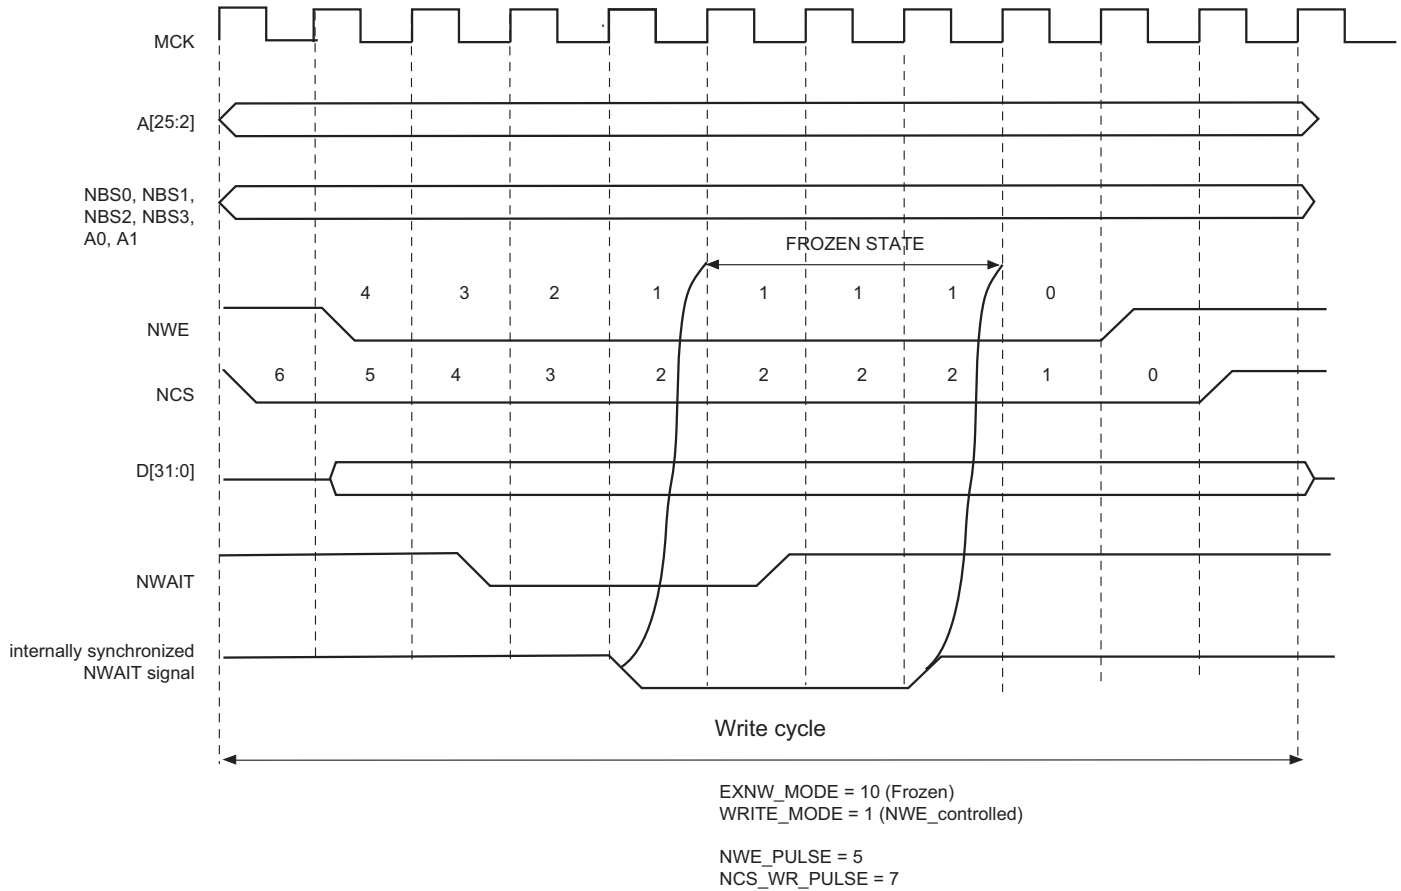 MCK
A[25:2]
NBS0, NBS1,
NBS2, NBS3,
A0, A1
FROZEN STATE
4 3 2 1 1 1 1 0
NWE
6 5 4 3 2 2 2 2 1 0
NCS
D[31:0]
NWAIT
internally synchronized
NWAIT signal
Write cycle
EXNW_MODE = 10 (Frozen)
WRITE_MODE = 1 (NWE_controlled)
NWE_PULSE = 5
NCS_WR_PULSE = 7